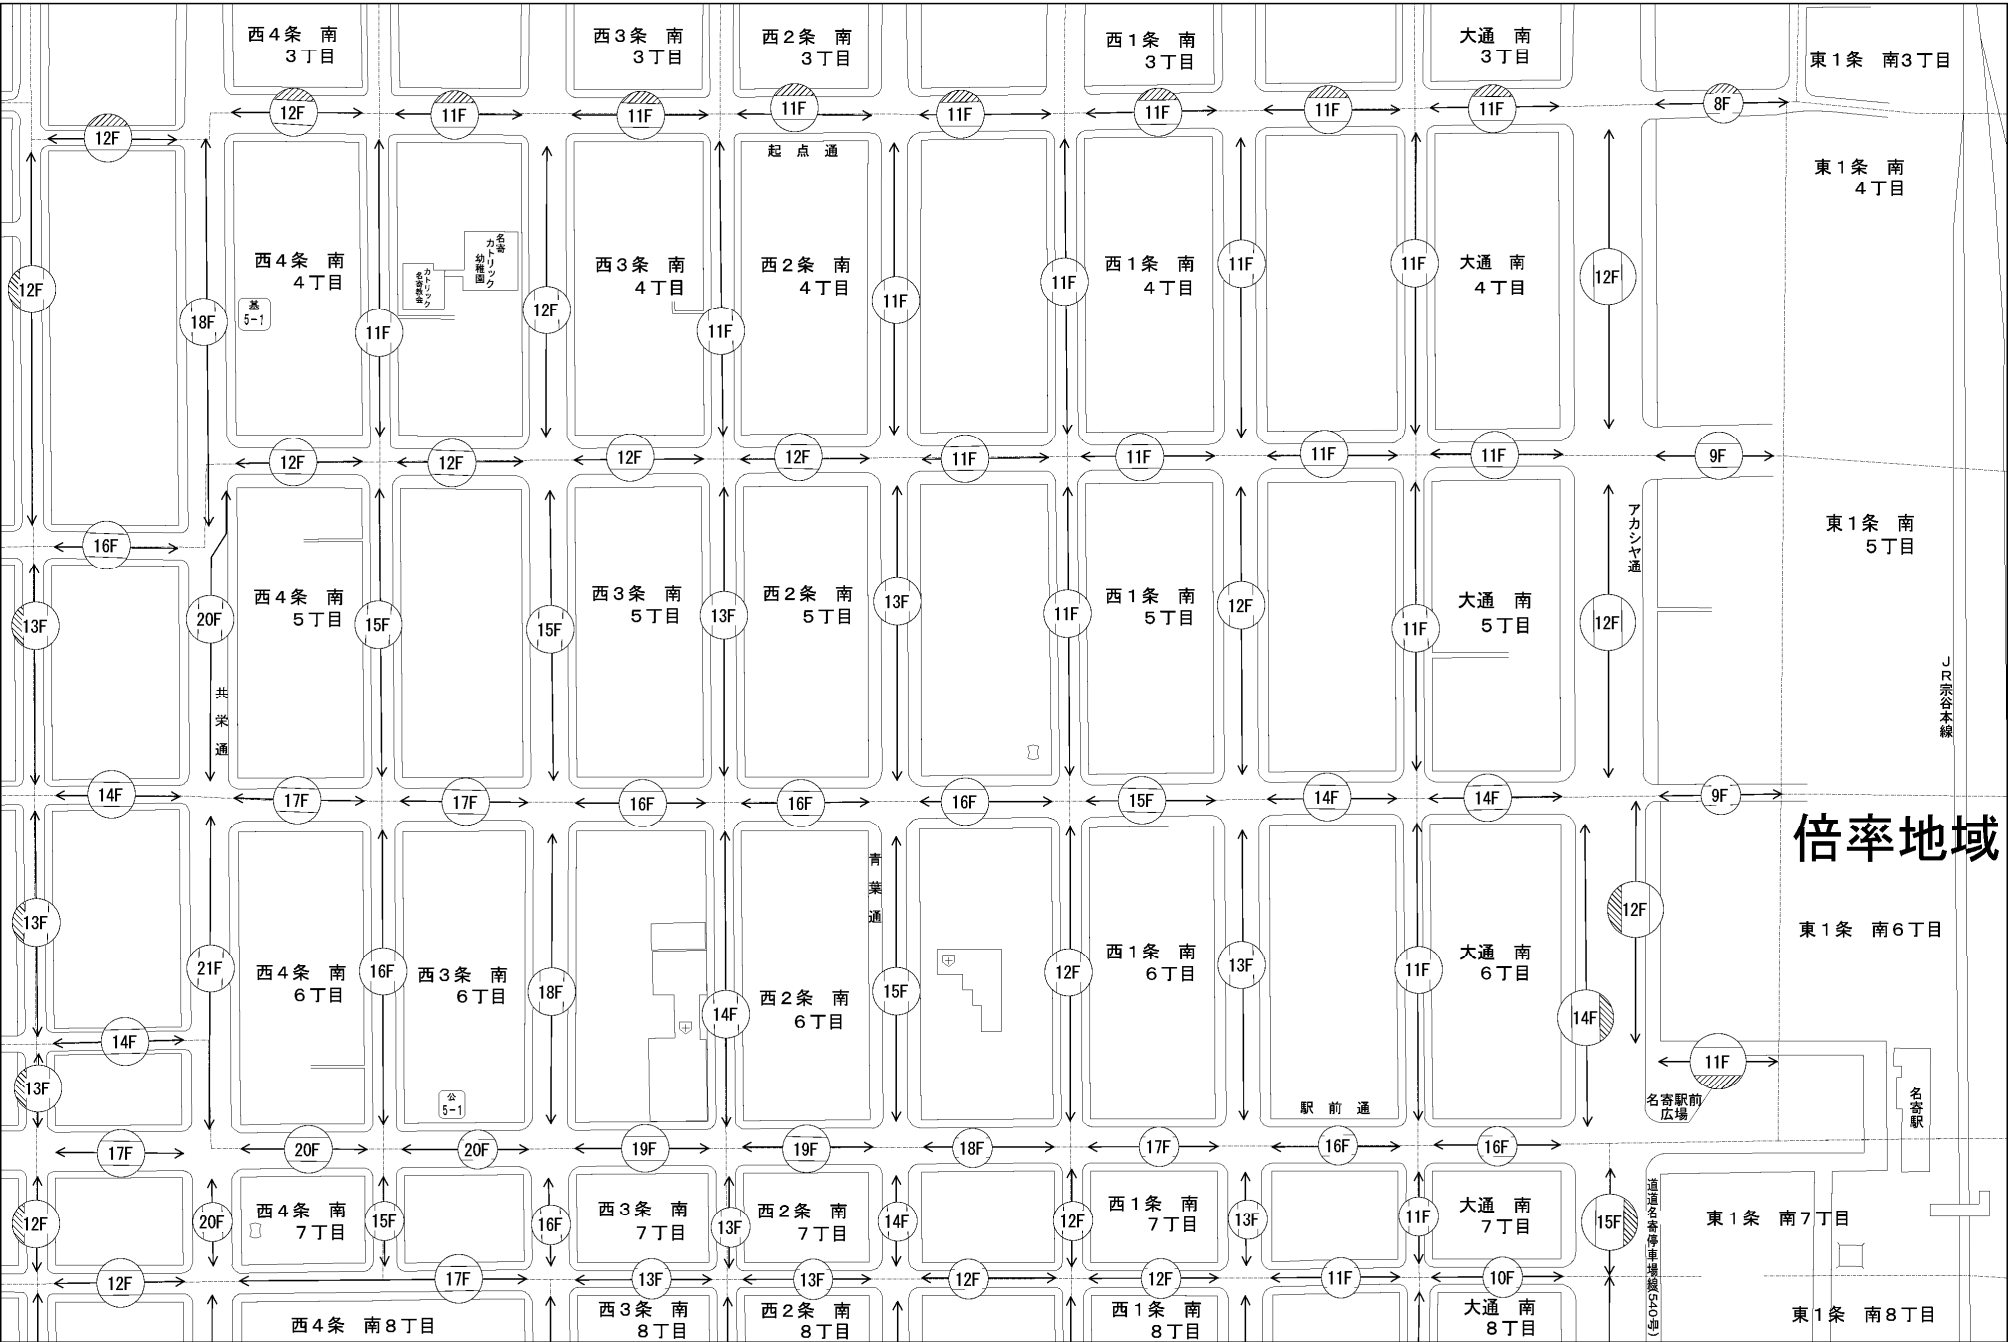 西４条　南
３丁目
西３条　南
３丁目
西２条　南
３丁目
西１条　南
３丁目
大通　南
３丁目
東１条　南３丁目
12F
12F
11F
11F
11F
11F
11F
11F
11F
8F
起点通
東１条　南
４丁目
12F
18F
西４条　南
４丁目
墓
5-1
11F
名寄
カトリック
幼稚園
カトリック
名寄教会
12F
西３条　南
４丁目
11F
西２条　南
４丁目
11F
11F
西１条　南
４丁目
11F
11F
大通　南
４丁目
12F
16F
12F
12F
12F
12F
11F
11F
11F
11F
9F
アカシヤ通
東１条　南
５丁目
13F
20F
西４条　南
５丁目
15F
15F
西３条　南
５丁目
13F
西２条　南
５丁目
13F
11F
西１条　南
５丁目
12F
11F
大通　南
５丁目
12F
共栄通
ＪＲ宗谷本線
14F
17F
17F
16F
16F
16F
15F
14F
14F
9F
倍率地域
青葉通
13F
21F
西４条　南
６丁目
16F
西３条　南
６丁目
18F
14F
西２条　南
６丁目
15F
12F
西１条　南
６丁目
13F
11F
大通　南
６丁目
14F
12F
東１条　南６丁目
14F
13F
公
5-1
駅前通
11F
名寄駅前
広場
名寄駅
17F
20F
20F
19F
19F
18F
17F
16F
16F
12F
20F
西４条　南
７丁目
15F
16F
西３条　南
７丁目
13F
西２条　南
７丁目
14F
12F
西１条　南
７丁目
13F
11F
大通　南
７丁目
15F
道道名寄停車場線(540号)
東１条　南７丁目
12F
17F
13F
13F
12F
12F
11F
10F
西４条　南８丁目
西３条　南
８丁目
西２条　南
８丁目
西１条　南
８丁目
大通　南
８丁目
東１条　南８丁目